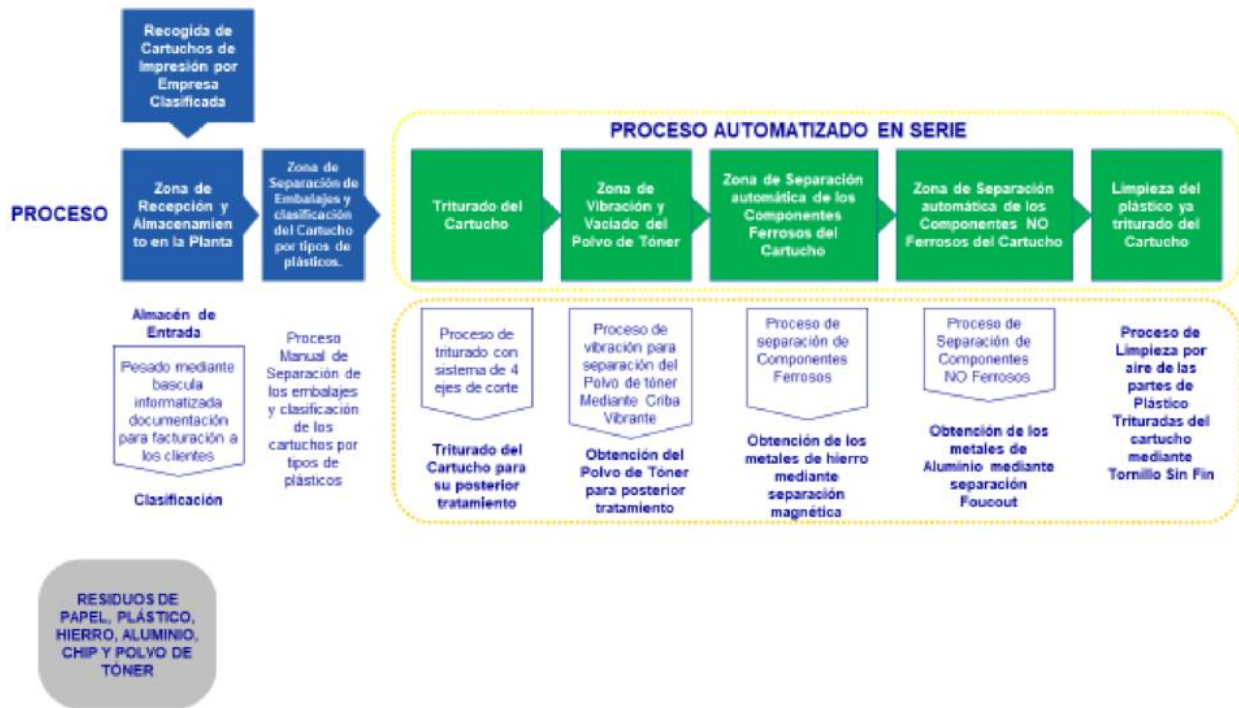 Recogida de
Cartuchos de
Impresión por
Empresa
Clasificada
PROCESO AUTOMATIZADO EN SERIE
PROCESO
Zona de
Recepción y
Almacenamien
to en la Planta
Zona de
Separación de
Embalajes y
clasificación
del Cartucho
por tipos de
plásticos.
Triturado del
Cartucho
Zona de
Vibración y
Vaciado del
Polvo de Tóner
Zona de Separación
automática de los
Componentes
Ferrosos del
Cartucho
Zona de Separación
automática de los
Componentes NO
Ferrosos del Cartucho
Limpieza del
plástico ya
triturado del
Cartucho
Almacén de
Entrada
Pesado mediante
bascula
informatizada
documentación
para facturación a
los clientes
Clasificación
Proceso
Manual de
Separación de
los embalajes
y clasificación
de los
cartuchos por
tipos de
plásticos
Proceso de
triturado con
sistema de 4
ejes de corte
Triturado del
Cartucho para
su posterior
tratamiento
Proceso de
vibración para
separación del
Polvo de tóner
Mediante Criba
Vibrante
Obtención del
Polvo de Tóner
para posterior
tratamiento
Proceso de
separación de
Componentes
Ferrosos
Obtención de los
metales de hierro
mediante
separación
magnética
Proceso de
Separación de
Componentes
NO Ferrosos
Obtención de los
metales de
Aluminio mediante
separación
Foucout
Proceso de
Limpieza por
aire de las
partes de
Plástico
Trituradas del
cartucho
mediante
Tornillo Sin Fin
RESIDUOS DE
PAPEL, PLÁSTICO,
HIERRO, ALUMINIO,
CHIP Y POLVO DE
TÓNER